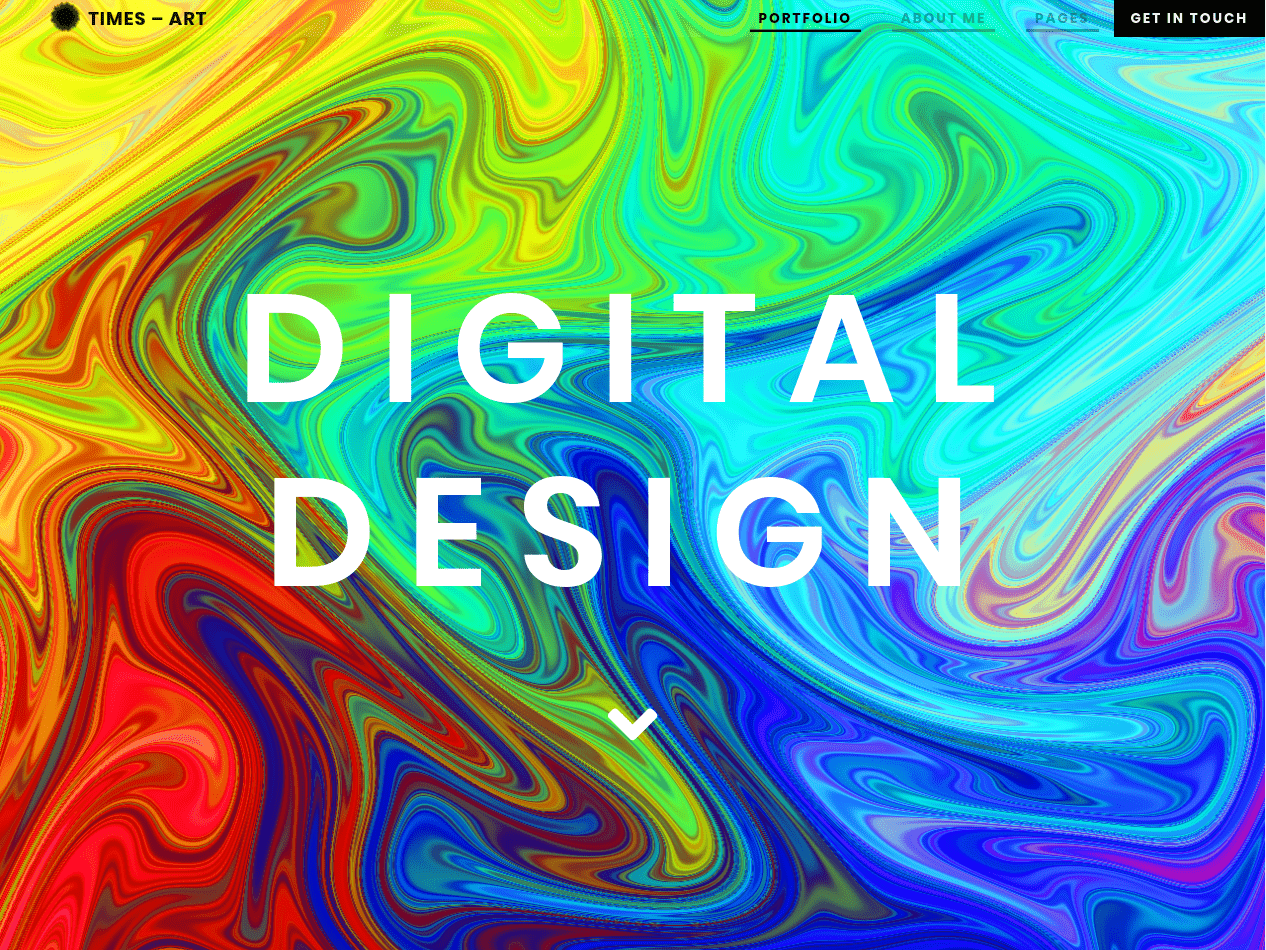 TIMES – ART
PORTFOLIO
ABOUT ME
PAGES
GET IN TOUCH
DIGITAL
DESIGN